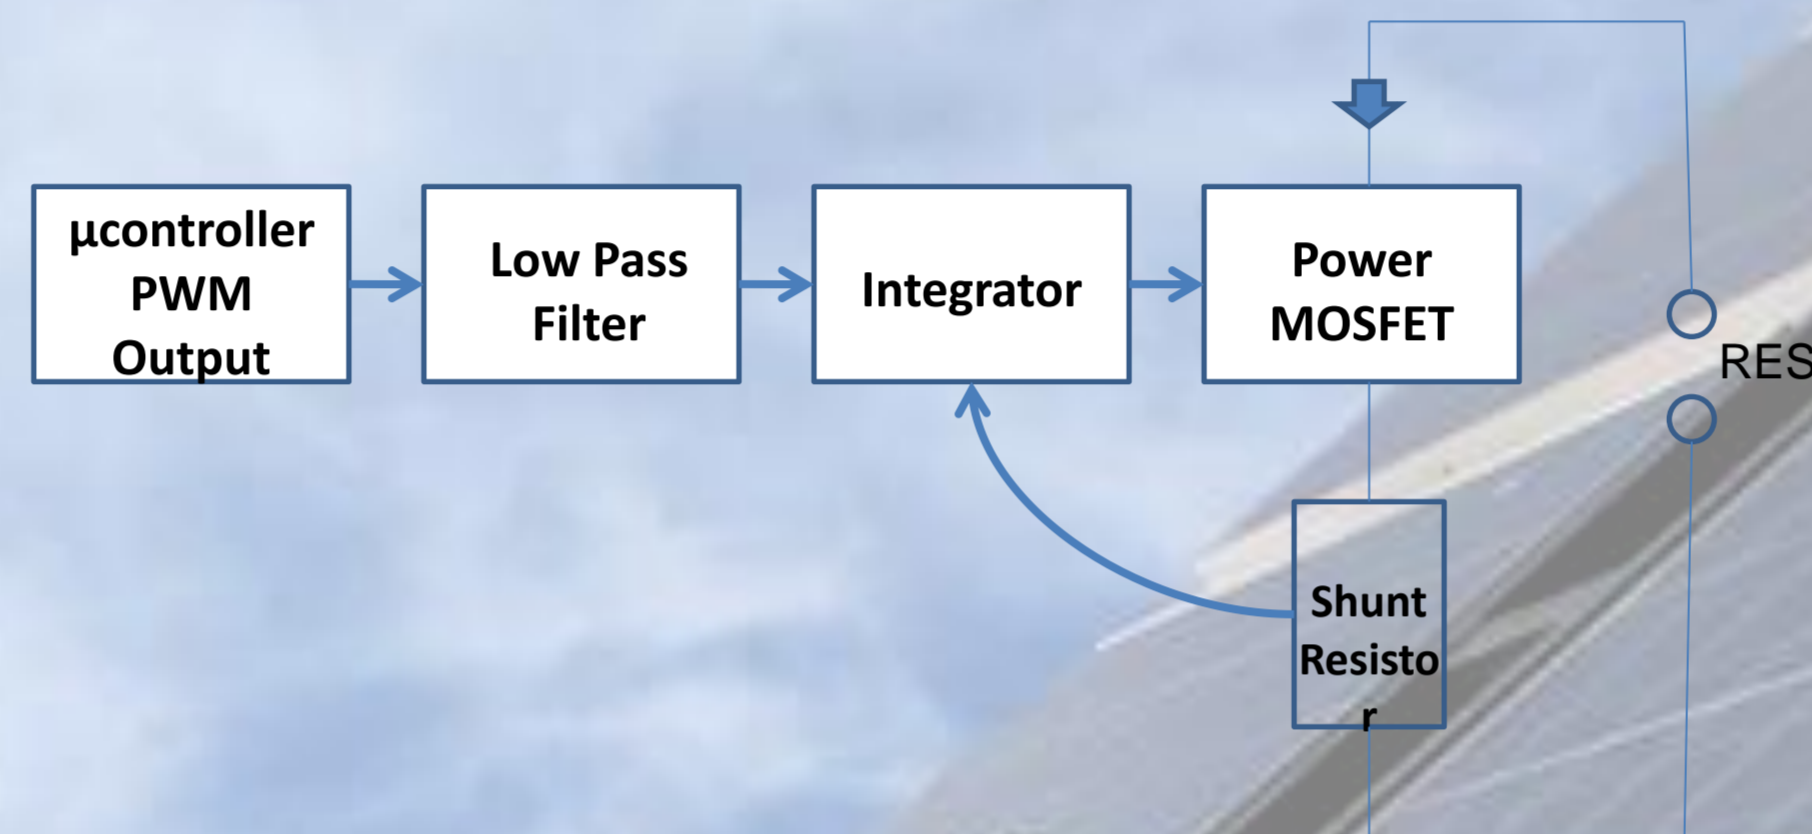 μcontroller
PWM
Output
Low Pass
Filter
Integrator
Power
MOSFET
RES
Shunt
Resisto
r